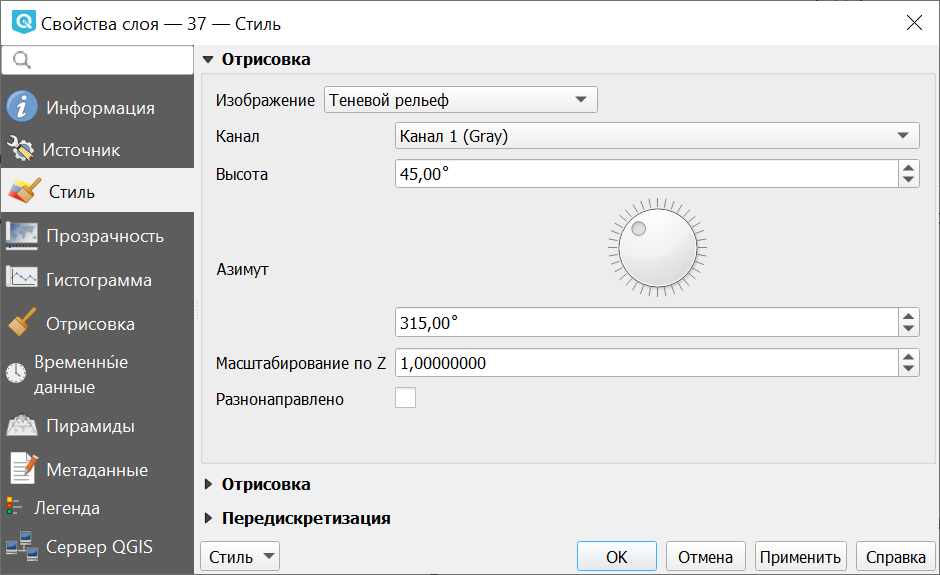 Свойства слоя — 37 — Стиль
Информация
Источник
Стиль
Прозрачность
Гистограмма
Отрисовка
Временны́е
данные
Пирамиды
Метаданные
Легенда
Сервер QGIS
Отрисовка
Изображение Теневой рельеф
Канал Канал 1 (Gray)
Высота 45,00°
Азимут
315,00°
Масштабирование по Z 1,00000000
Разнонаправлено
Отрисовка
Передискретизация
Стиль OK Отмена Применить Справка